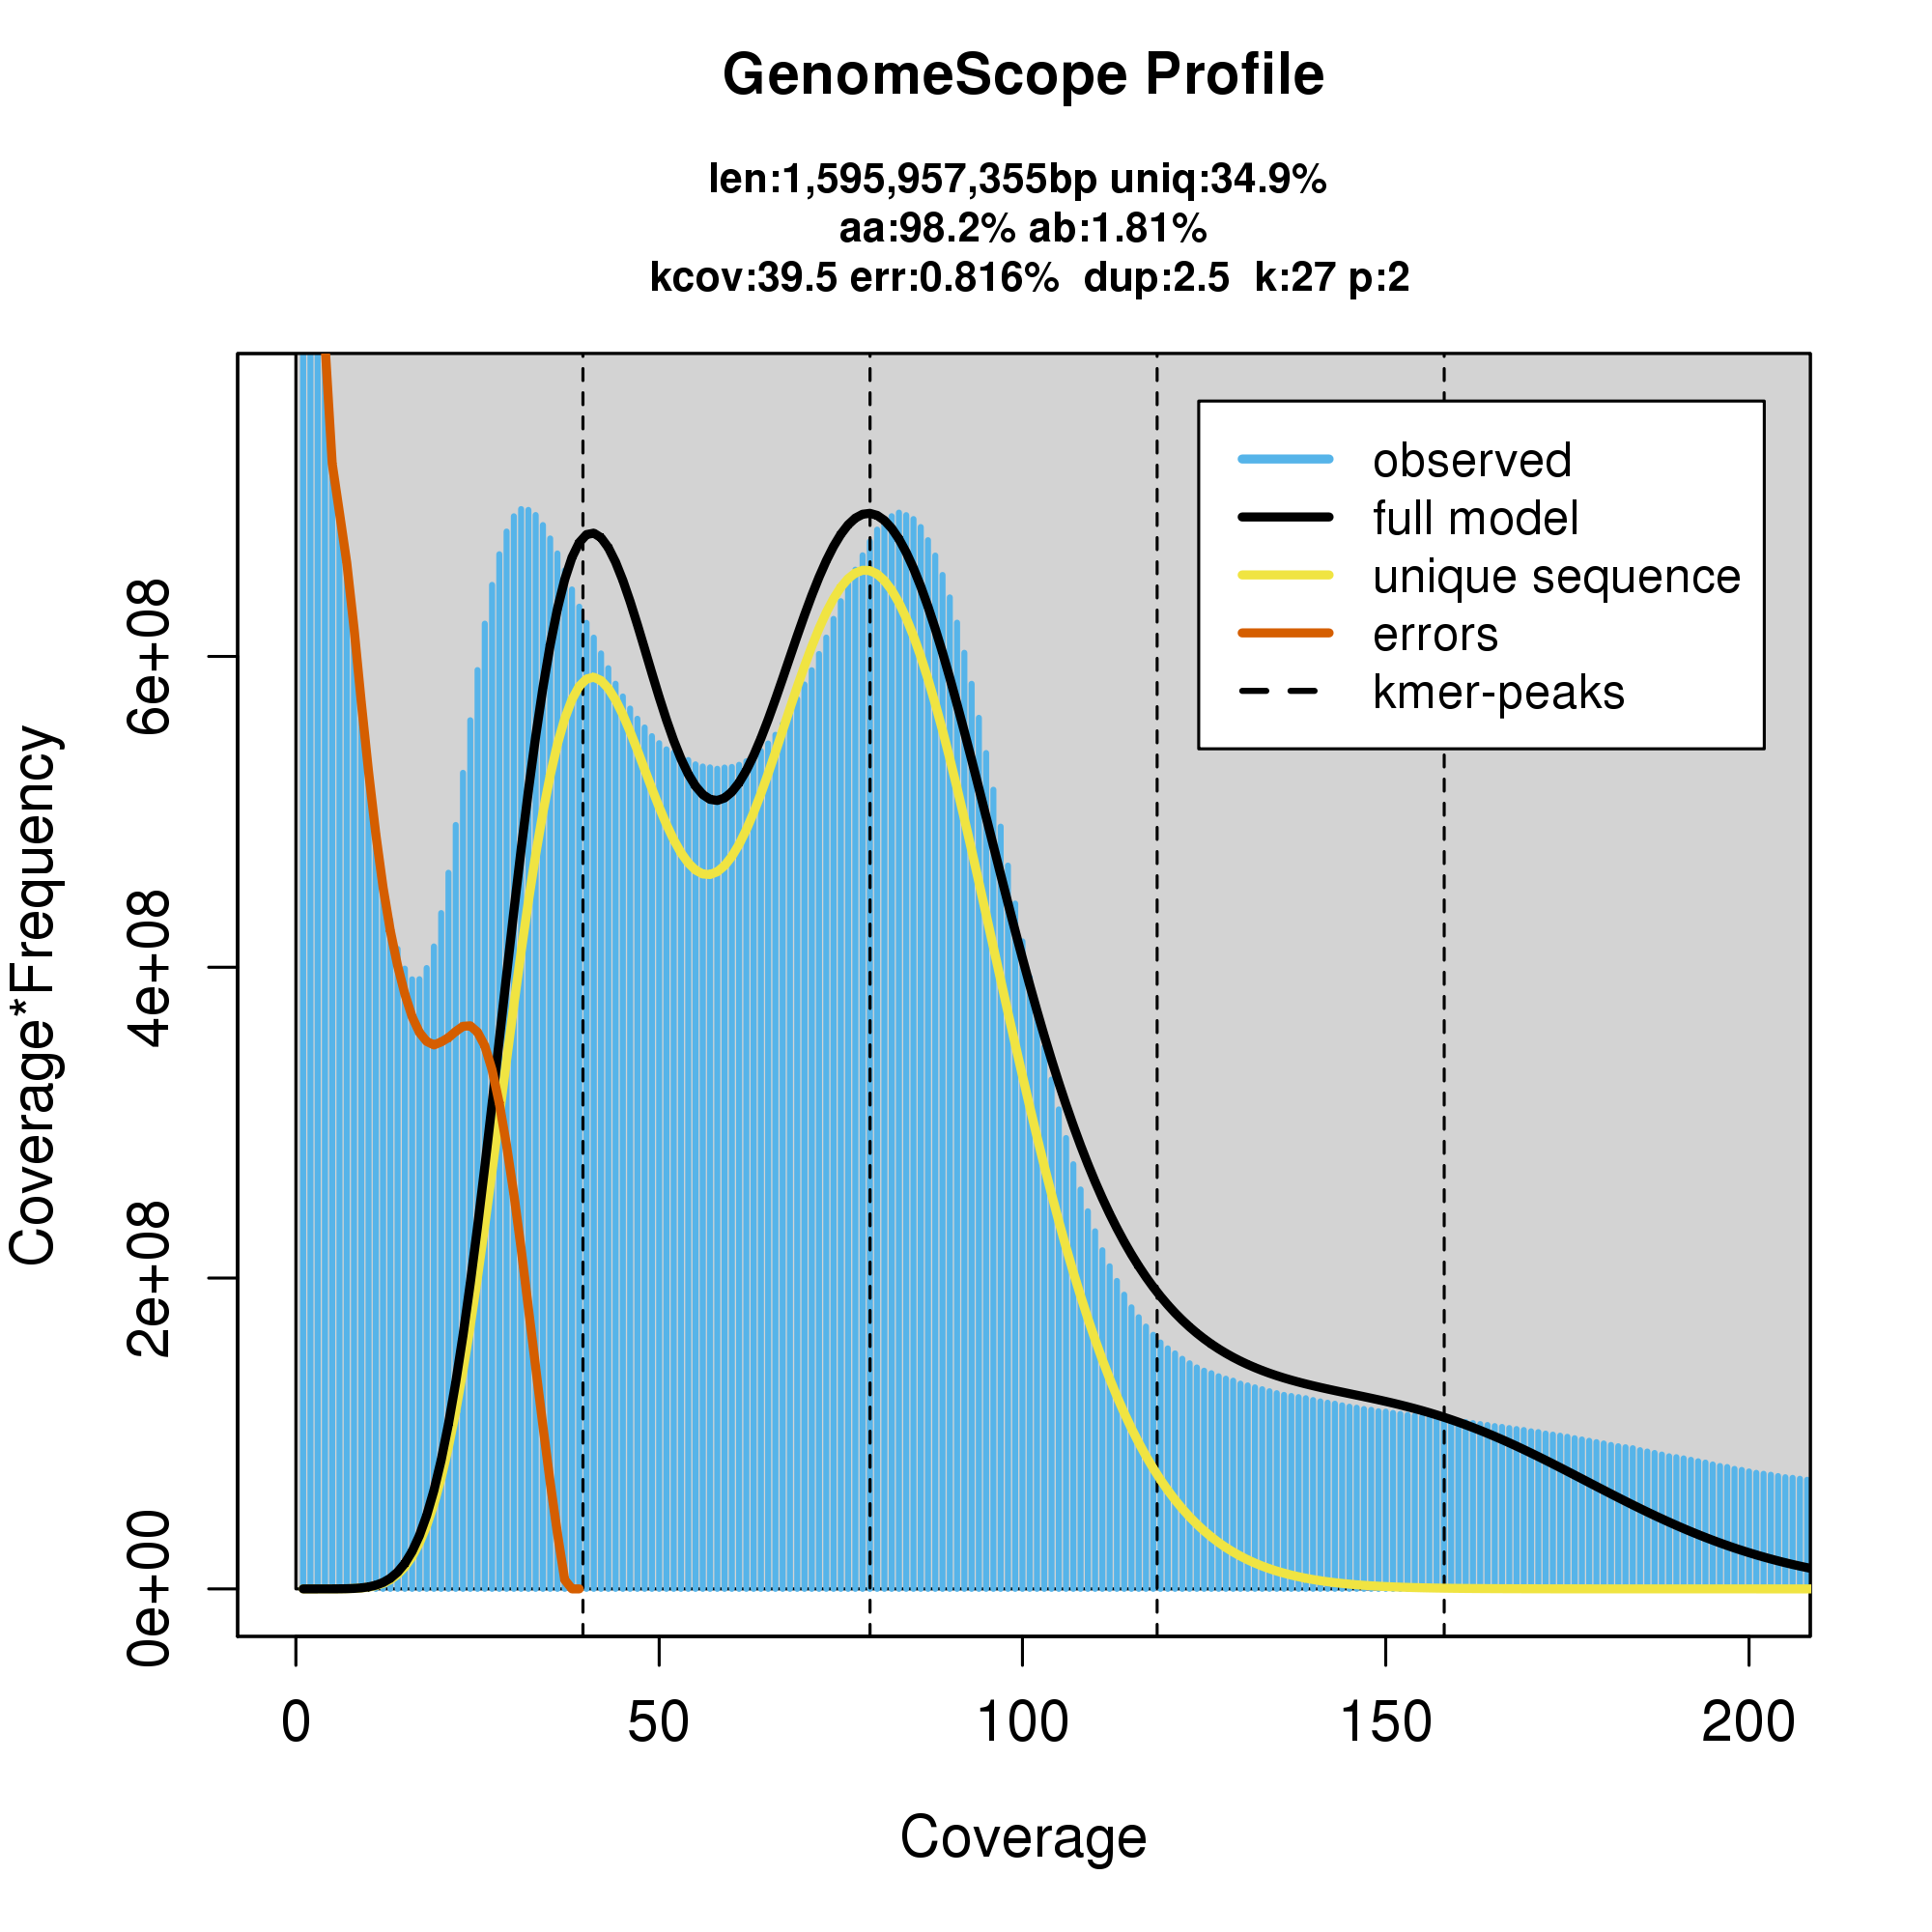 GenomeScope Profile
len:1,595,957,355bp uniq:34.9%
aa:98.2% ab:1.81%
kcov:39.5 err:0.816%  dup:2.5  k:27 p:2
observed
full model
unique sequence
errors
kmer-peaks
Coverage*Frequency
6e+08
4e+08
2e+08
0e+00
0 50 100 150 200
Coverage